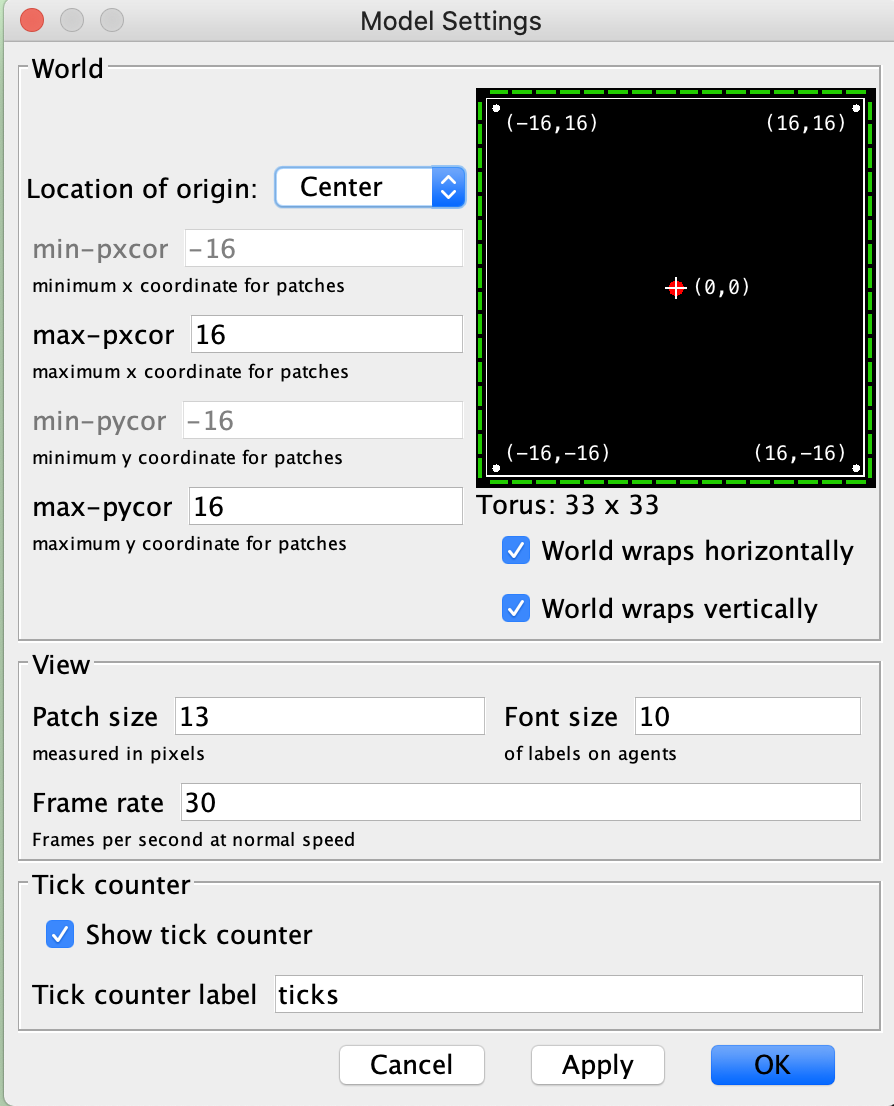 Model Settings
World
Location of origin: Center
min-pxcor -16
minimum x coordinate for patches
max-pxcor 16
maximum x coordinate for patches
min-pycor -16
minimum y coordinate for patches
max-pycor 16
maximum y coordinate for patches
(-16,16) (16,16)
(0,0)
(-16,-16) (16,-16)
Torus: 33 x 33
World wraps horizontally
World wraps vertically
View
Patch size 13 Font size 10
measured in pixels of labels on agents
Frame rate 30
Frames per second at normal speed
Tick counter
Show tick counter
Tick counter label ticks
Cancel Apply OK